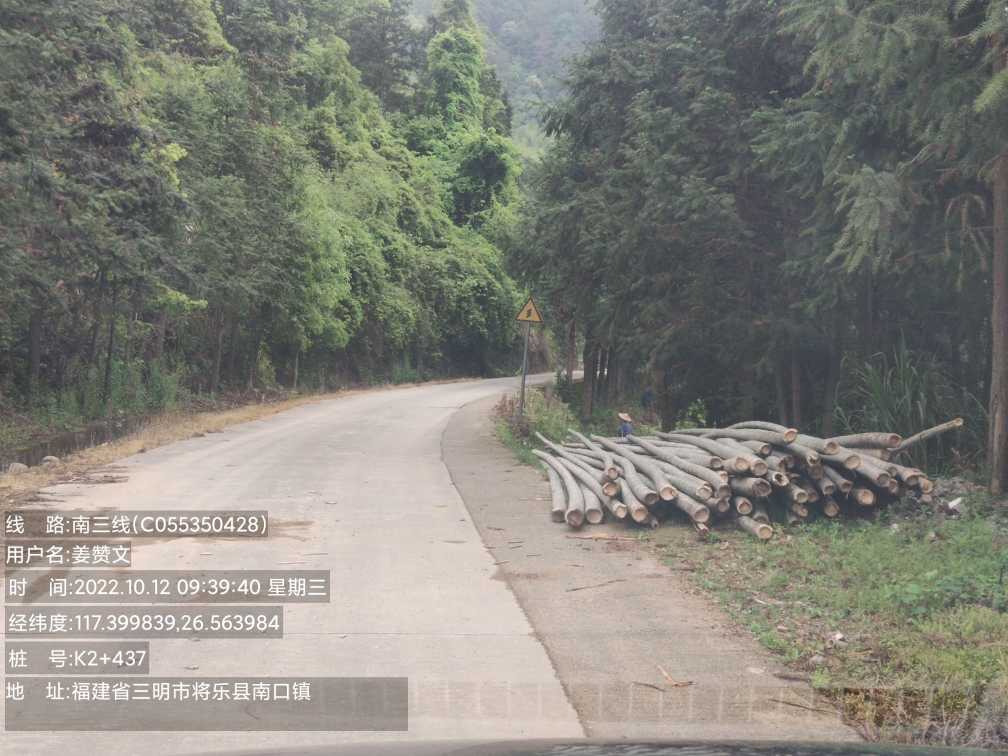 线 路:南三线(C055350428)
用户名:姜赞文
时 间:2022.10.12 09:39:40 星期三
经纬度:117.399839,26.563984
桩 号:K2+437
地 址:福建省三明市将乐县南口镇